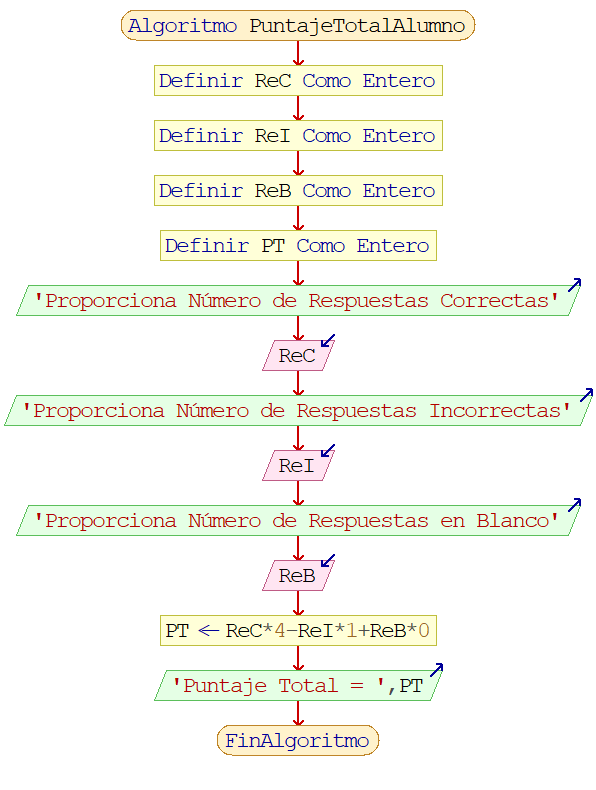 Algoritmo PuntajeTotalAlumno
Definir ReC Como Entero
Definir ReI Como Entero
Definir ReB Como Entero
Definir PT Como Entero
'Proporciona Número de Respuestas Correctas'
ReC
'Proporciona Número de Respuestas Incorrectas'
ReI
'Proporciona Número de Respuestas en Blanco'
ReB
PT ← ReC*4-ReI*1+ReB*0
'Puntaje Total = ',PT
FinAlgoritmo